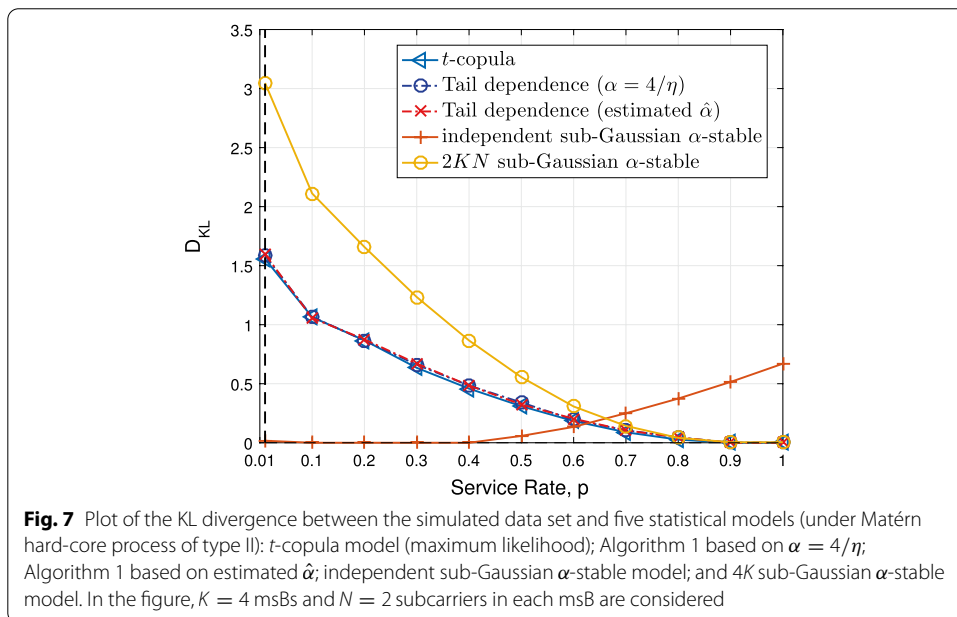 3.5
3
2.5
2
1.5
1
0.5
0
D_KL
t-copula
Tail dependence (α = 4/η)
Tail dependence (estimated α̂)
independent sub-Gaussian α-stable
2KN sub-Gaussian α-stable
0.01 0.1 0.2 0.3 0.4 0.5 0.6 0.7 0.8 0.9 1
Service Rate, p
Fig. 7 Plot of the KL divergence between the simulated data set and five statistical models (under Matérn
hard-core process of type II): t-copula model (maximum likelihood); Algorithm 1 based on α = 4/η;
Algorithm 1 based on estimated α̂; independent sub-Gaussian α-stable model; and 4K sub-Gaussian α-stable
model. In the figure, K = 4 msBs and N = 2 subcarriers in each msB are considered